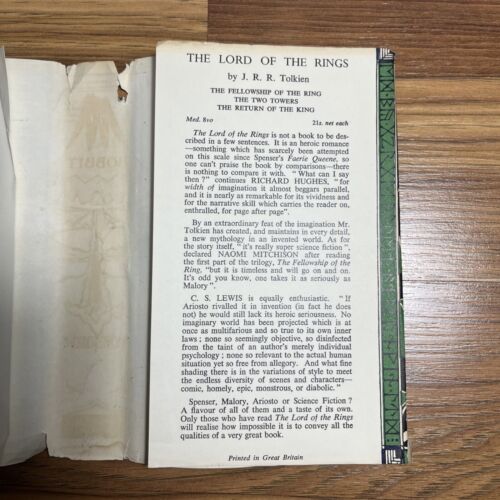 THE LORD OF THE RINGS
by J. R. R. Tolkien
THE FELLOWSHIP OF THE RING
THE TWO TOWERS
THE RETURN OF THE KING
Med. 8vo 21s. net each
The Lord of the Rings is not a book to be des-
cribed in a few sentences. It is an heroic romance
—something which has scarcely been attempted
on this scale since Spenser's Faerie Queene, so
one can't praise the book by comparisons—there
is nothing to compare it with. "What can I say
then?" continues RICHARD HUGHES, "for
width of imagination it almost beggars parallel,
and it is nearly as remarkable for its vividness and
for the narrative skill which carries the reader on,
enthralled, for page after page".
By an extraordinary feat of the imagination Mr.
Tolkien has created, and maintains in every detail,
a new mythology in an invented world. As for
the story itself, "it's really super science fiction",
declared NAOMI MITCHISON after reading
the first part of the trilogy, The Fellowship of the
Ring, "but it is timeless and will go on and on.
It's odd you know, one takes it as seriously as
Malory".
C. S. LEWIS is equally enthusiastic. "If
Ariosto rivalled it in invention (in fact he does
not) he would still lack its heroic seriousness. No
imaginary world has been projected which is at
once as multifarious and so true to its own inner
laws; none so seemingly objective, so disinfected
from the taint of an author's merely individual
psychology; none so relevant to the actual human
situation yet so free from allegory. And what fine
shading there is in the variations of style to meet
the endless diversity of scenes and characters—
comic, homely, epic, monstrous, or diabolic."
Spenser, Malory, Ariosto or Science Fiction?
A flavour of all of them and a taste of its own.
Only those who have read The Lord of the Rings
will realise how impossible it is to convey all the
qualities of a very great book.
Printed in Great Britain